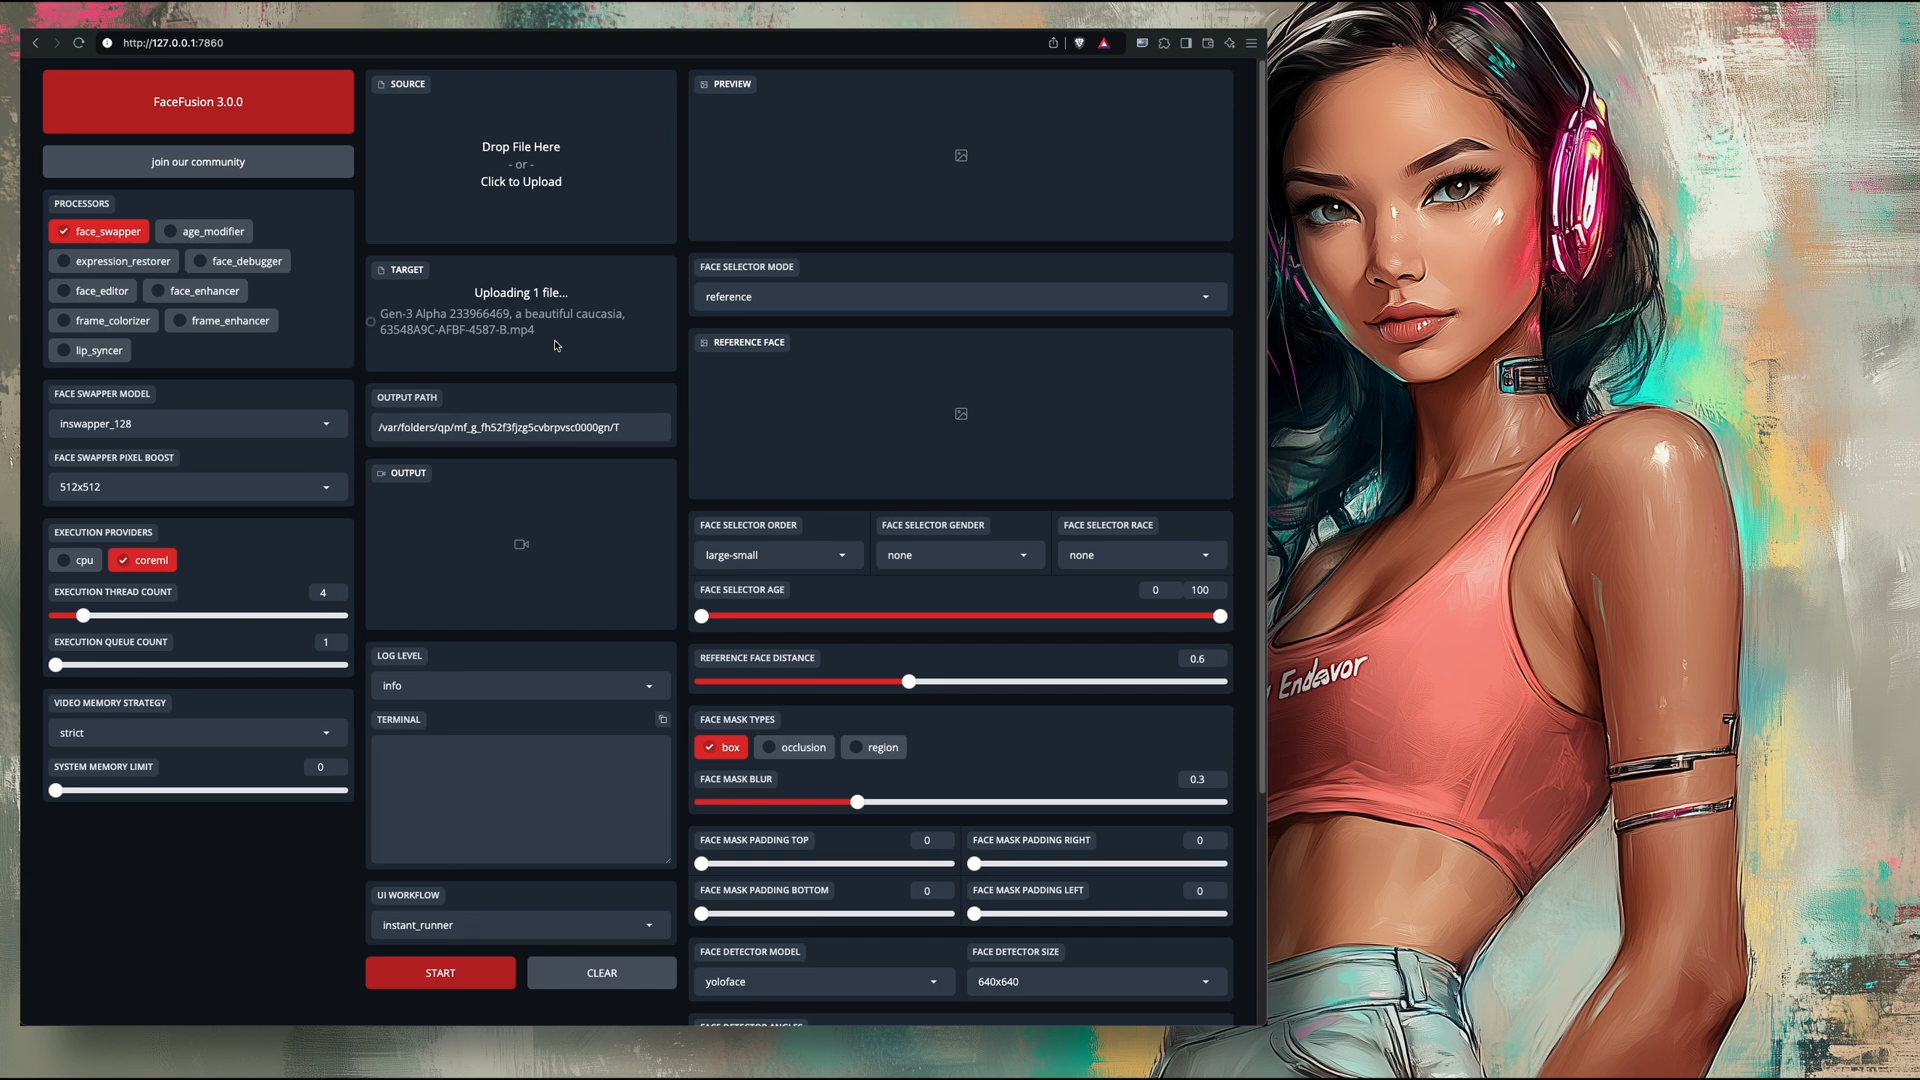 http://127.0.0.1:7860
FaceFusion 3.0.0
join our community
PROCESSORS
face_swapper
age_modifier
expression_restorer
face_debugger
face_editor
face_enhancer
frame_colorizer
frame_enhancer
lip_syncer
FACE SWAPPER MODEL
inswapper_128
FACE SWAPPER PIXEL BOOST
512x512
EXECUTION PROVIDERS
cpu
coreml
EXECUTION THREAD COUNT
4
EXECUTION QUEUE COUNT
1
VIDEO MEMORY STRATEGY
strict
SYSTEM MEMORY LIMIT
0
SOURCE
Drop File Here
- or -
Click to Upload
TARGET
Uploading 1 file...
Gen-3 Alpha 233966469, a beautiful caucasia,
63548A9C-AFBF-4587-B.mp4
OUTPUT PATH
/var/folders/qp/mf_g_fh52f3fjzg5cvbrpvsc0000gn/T
OUTPUT
LOG LEVEL
info
TERMINAL
UI WORKFLOW
instant_runner
START
CLEAR
PREVIEW
FACE SELECTOR MODE
reference
REFERENCE FACE
FACE SELECTOR ORDER
large-small
FACE SELECTOR GENDER
none
FACE SELECTOR RACE
none
FACE SELECTOR AGE
0
100
REFERENCE FACE DISTANCE
0.6
FACE MASK TYPES
box
occlusion
region
FACE MASK BLUR
0.3
FACE MASK PADDING TOP
0
FACE MASK PADDING RIGHT
0
FACE MASK PADDING BOTTOM
0
FACE MASK PADDING LEFT
0
FACE DETECTOR MODEL
yoloface
FACE DETECTOR SIZE
640x640
FACE DETECTOR ANGLES
Endeavor